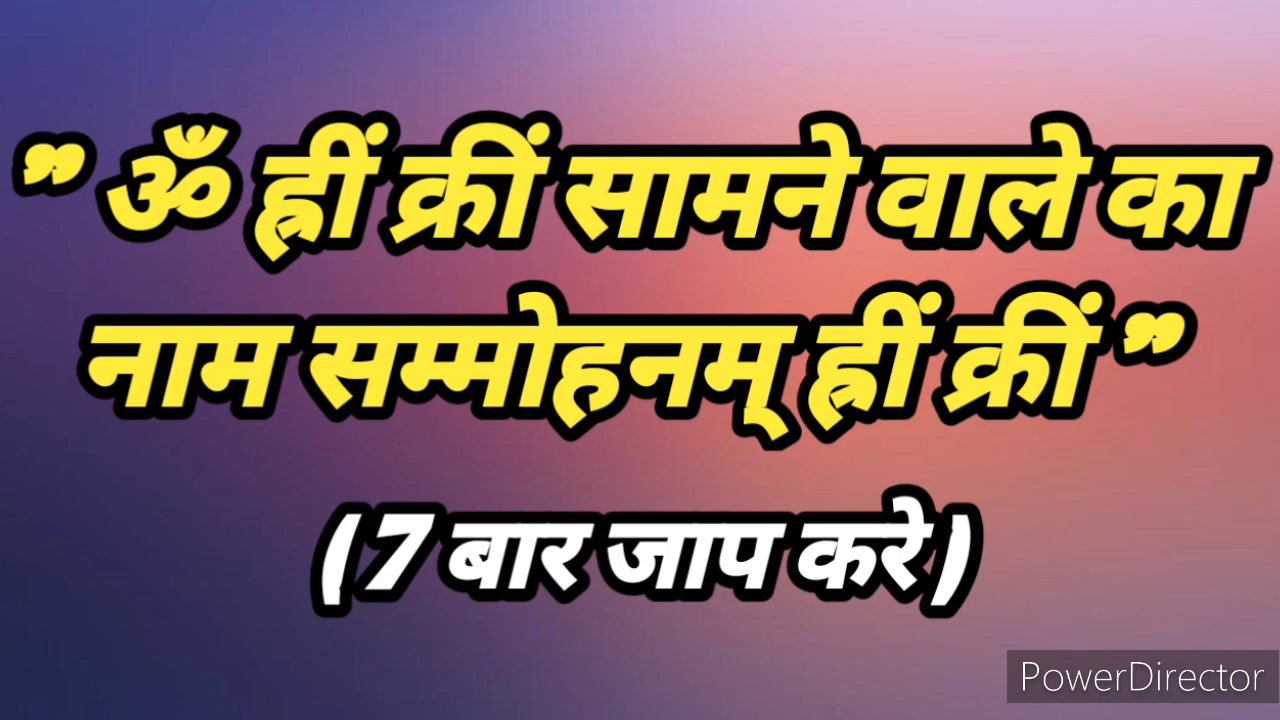 ” ॐ ह्रीं क्रीं सामने वाले का
नाम सम्मोहनम् ह्रीं क्रीं ”
(7 बार जाप करे)
PowerDirector